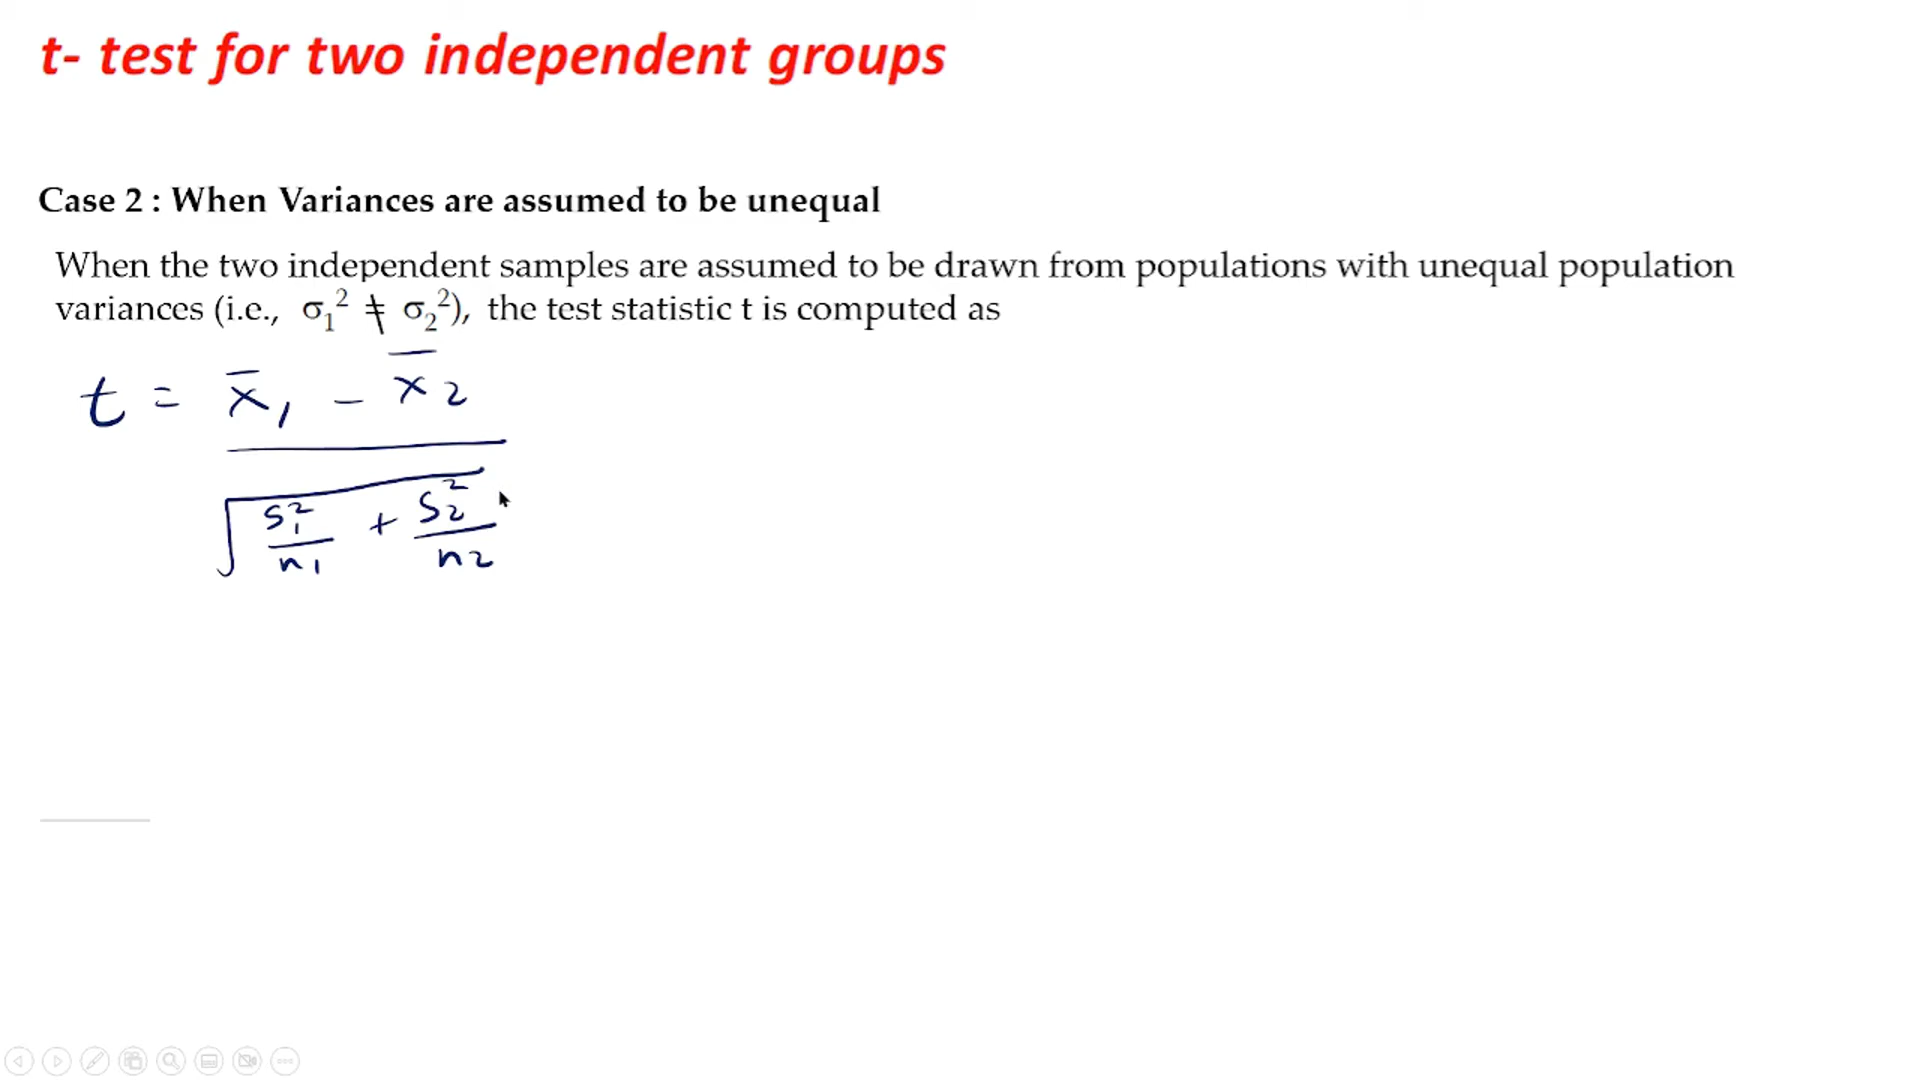 t- test for two independent groups
Case 2 : When Variances are assumed to be unequal
When the two independent samples are assumed to be drawn from populations with unequal population
variances (i.e., σ₁² ≠ σ₂²), the test statistic t is computed as
t = x̄₁ - x̄₂
√ s₁² + s₂²
n₁ n₂